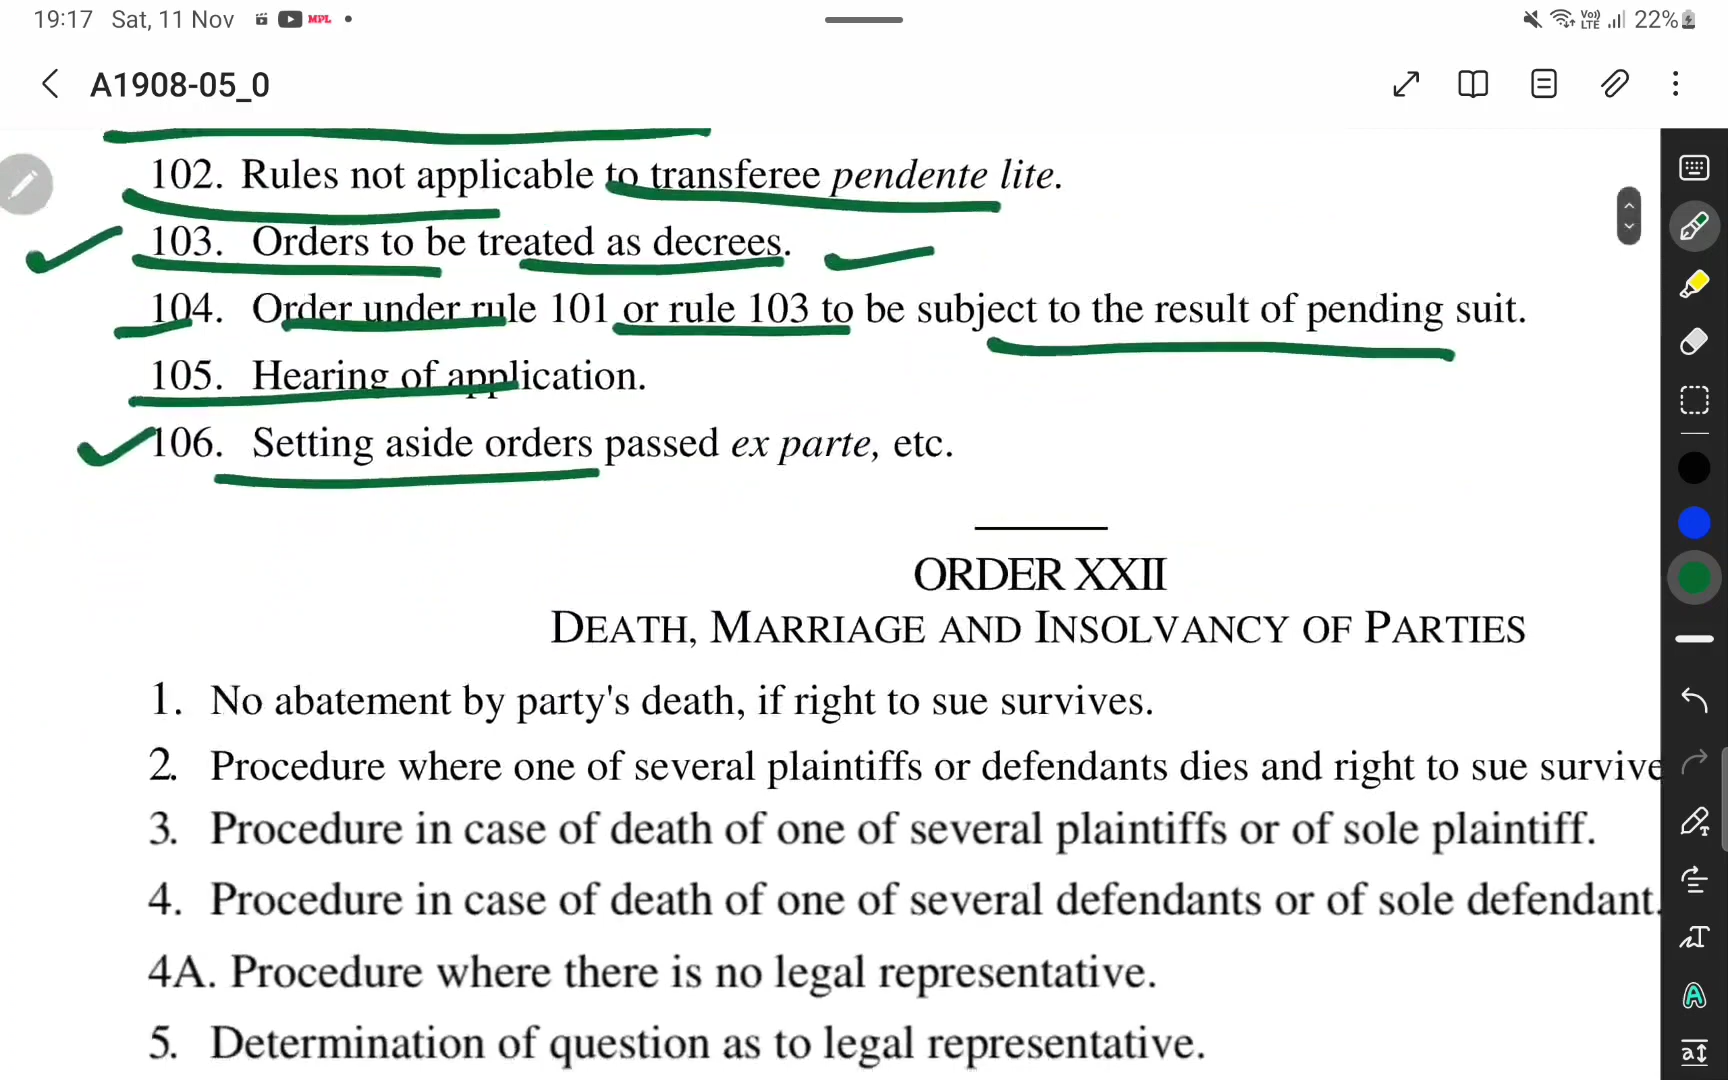 19:17 Sat, 11 Nov MPL
Vo) LTE 22%
A1908-05_0
102. Rules not applicable to transferee pendente lite.
103. Orders to be treated as decrees.
104. Order under rule 101 or rule 103 to be subject to the result of pending suit.
105. Hearing of application.
106. Setting aside orders passed ex parte, etc.
ORDER XXII
DEATH, MARRIAGE AND INSOLVANCY OF PARTIES
1. No abatement by party's death, if right to sue survives.
2. Procedure where one of several plaintiffs or defendants dies and right to sue survive
3. Procedure in case of death of one of several plaintiffs or of sole plaintiff.
4. Procedure in case of death of one of several defendants or of sole defendant.
4A. Procedure where there is no legal representative.
5. Determination of question as to legal representative.